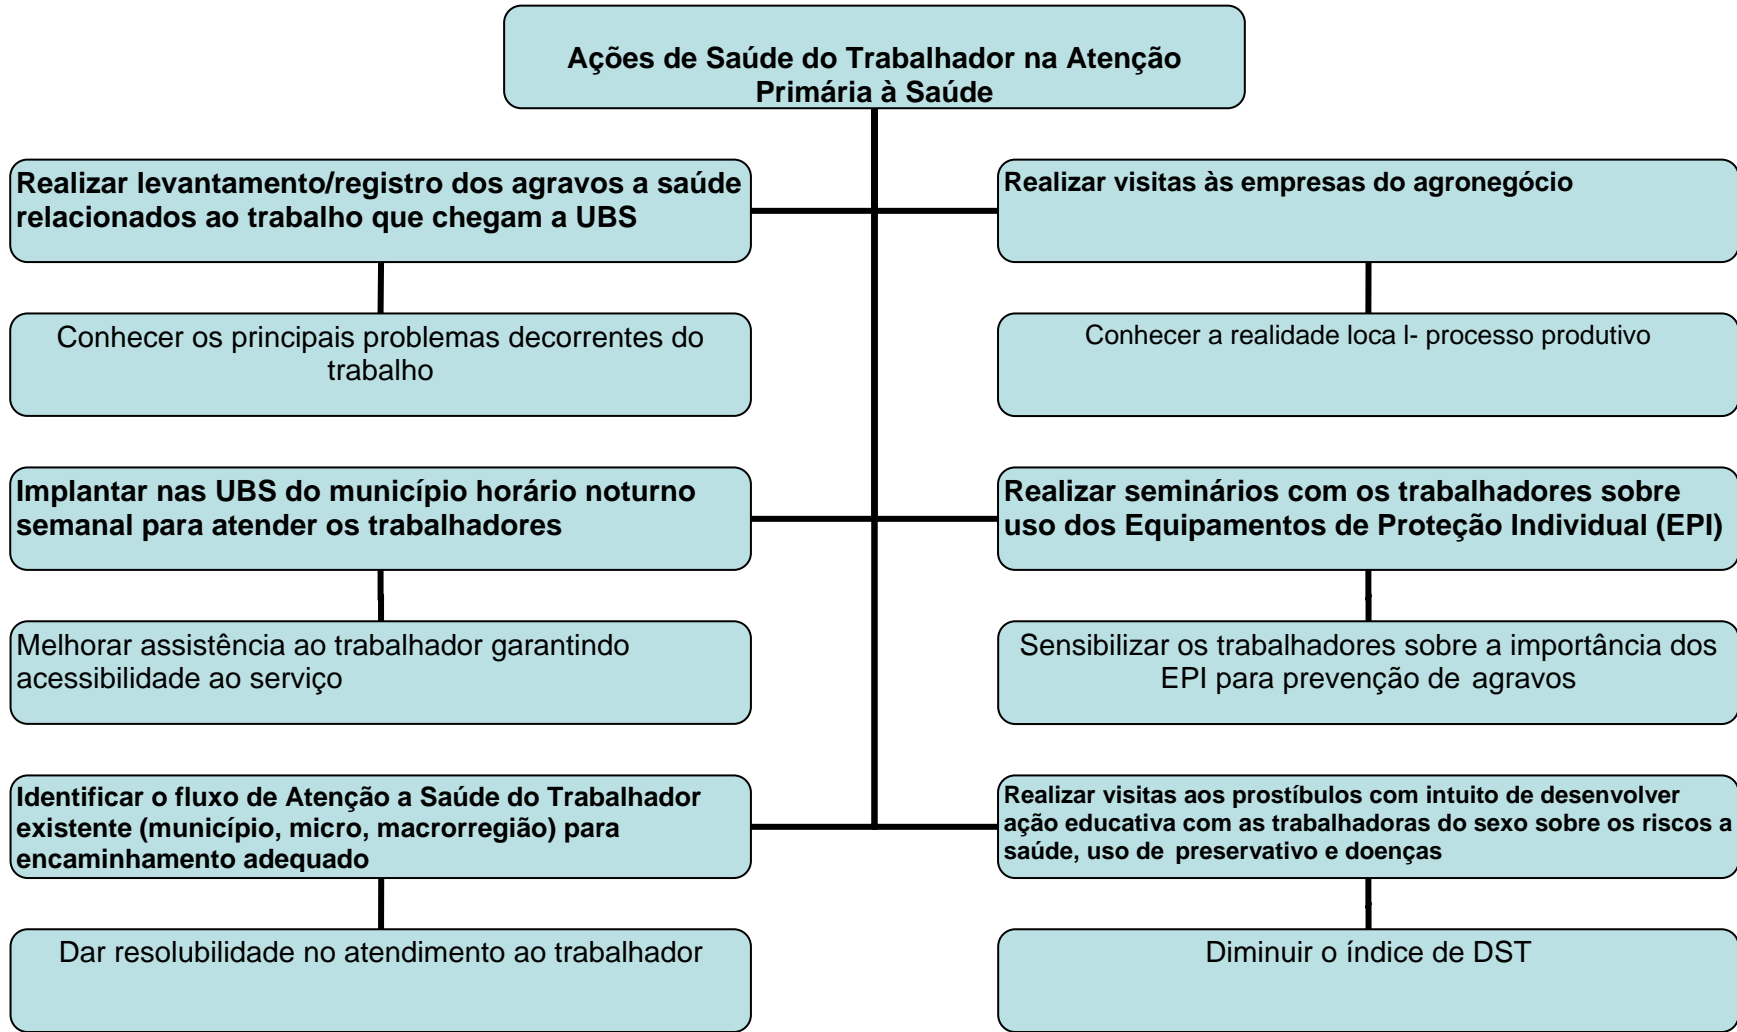 Ações de Saúde do Trabalhador na Atenção
Primária à Saúde
Realizar levantamento/registro dos agravos a saúde
relacionados ao trabalho que chegam a UBS
Realizar visitas às empresas do agronegócio
Conhecer os principais problemas decorrentes do
trabalho
Conhecer a realidade loca l- processo produtivo
Implantar nas UBS do município horário noturno
semanal para atender os trabalhadores
Realizar seminários com os trabalhadores sobre
uso dos Equipamentos de Proteção Individual (EPI)
Melhorar assistência ao trabalhador garantindo
acessibilidade ao serviço
Sensibilizar os trabalhadores sobre a importância dos
EPI para prevenção de agravos
Identificar o fluxo de Atenção a Saúde do Trabalhador
existente (município, micro, macrorregião) para
encaminhamento adequado
Realizar visitas aos prostíbulos com intuito de desenvolver
ação educativa com as trabalhadoras do sexo sobre os riscos a
saúde, uso de preservativo e doenças
Dar resolubilidade no atendimento ao trabalhador
Diminuir o índice de DST